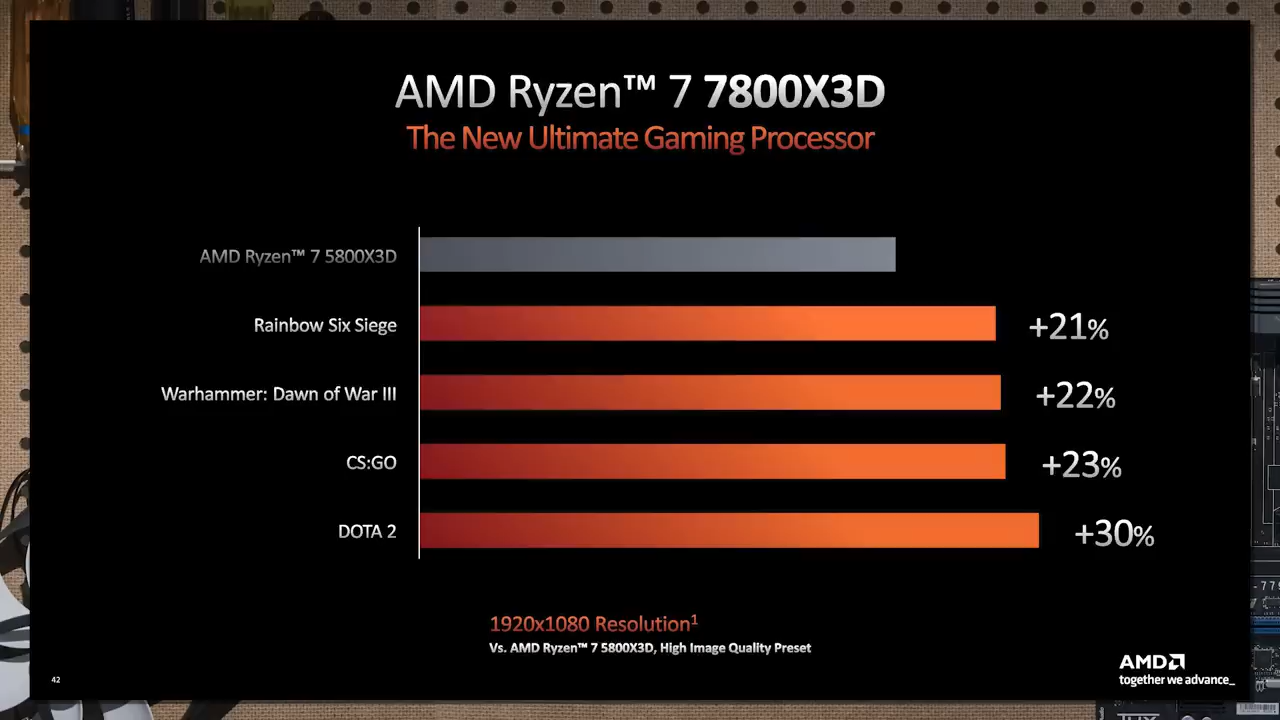 AMD Ryzen™ 7 7800X3D
The New Ultimate Gaming Processor
AMD Ryzen™ 7 5800X3D
Rainbow Six Siege +21%
Warhammer: Dawn of War III +22%
CS:GO +23%
DOTA 2 +30%
1920x1080 Resolution¹
Vs. AMD Ryzen™ 7 5800X3D, High Image Quality Preset
42
AMD
together we advance_